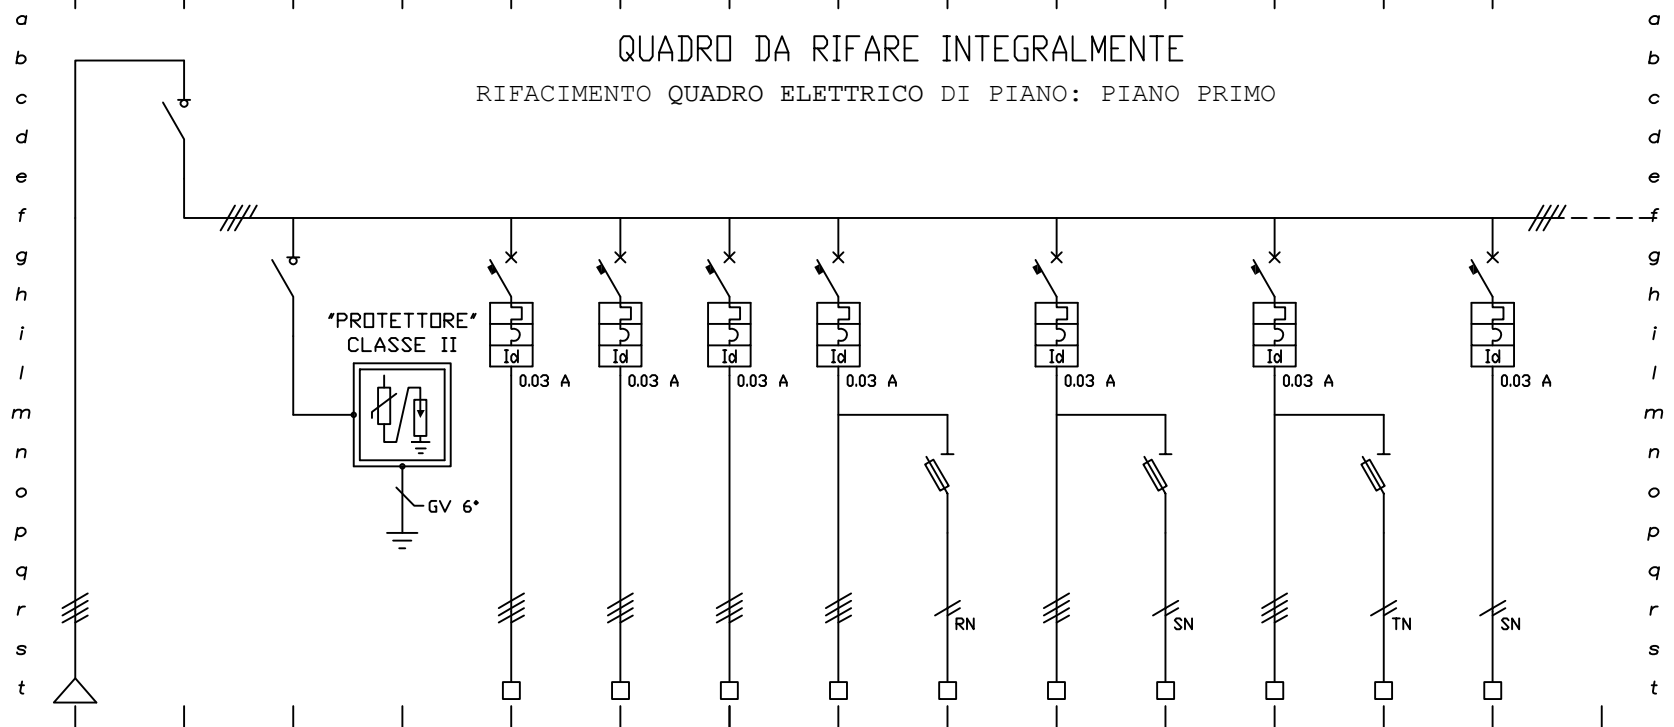 a a
QUADRO DA RIFARE INTEGRALMENTE
b b
RIFACIMENTO QUADRO ELETTRICO DI PIANO: PIANO PRIMO
c c
d d
e e
f f
g g
h h
"PROTETTORE"
i i
CLASSE II
Id Id Id Id Id Id Id
l l
0.03 A 0.03 A 0.03 A 0.03 A 0.03 A 0.03 A 0.03 A
m m
n n
o o
GV 6*
p p
q q
r r
RN SN TN SN
s s
t t